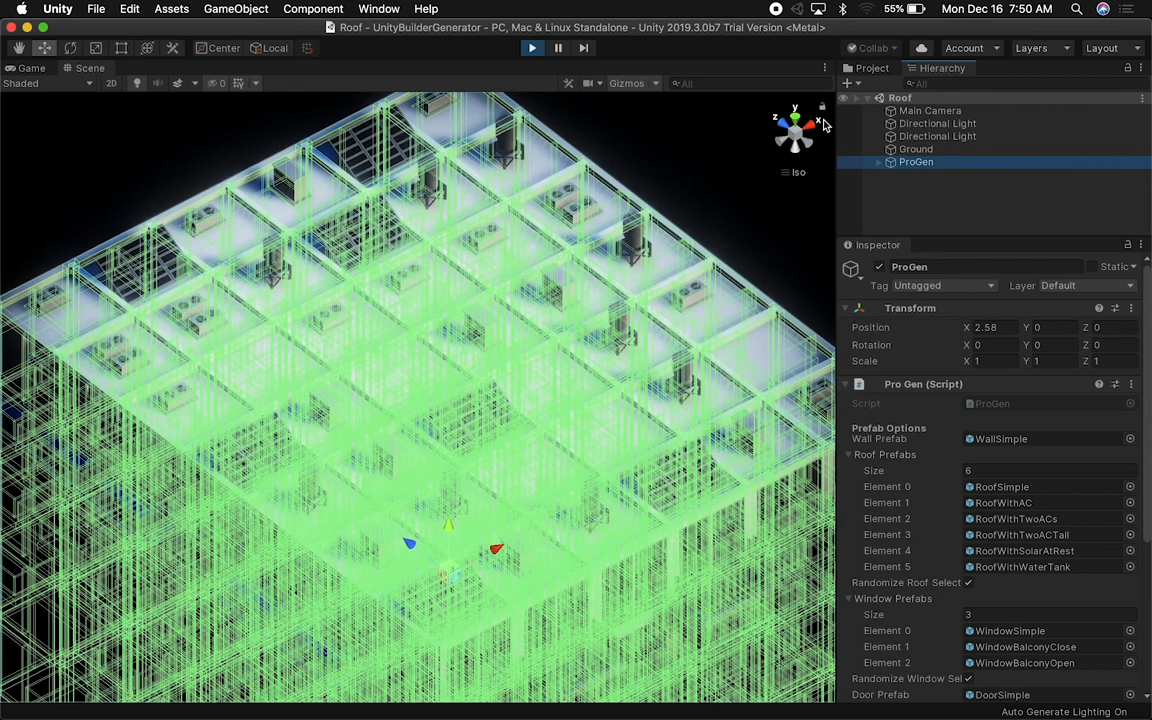 Unity File Edit Assets GameObject Component Window Help 55% Mon Dec 16 7:50 AM
Roof - UnityBuilderGenerator - PC, Mac & Linux Standalone - Unity 2019.3.0b7 Trial Version <Metal>
Center Local Collab Account Layers Layout
Game Scene Project Hierarchy
Shaded 2D 0 Gizmos All All
Roof
Main Camera
Directional Light
Directional Light
Ground
ProGen
y
z
x
Iso
Inspector
ProGen Static
Tag Untagged Layer Default
Transform
Position X 2.58 Y 0 Z 0
Rotation X 0 Y 0 Z 0
Scale X 1 Y 1 Z 1
Pro Gen (Script)
Script ProGen
Prefab Options
Wall Prefab WallSimple
Roof Prefabs
Size 6
Element 0 RoofSimple
Element 1 RoofWithAC
Element 2 RoofWithTwoACs
Element 3 RoofWithTwoACTall
Element 4 RoofWithSolarAtRest
Element 5 RoofWithWaterTank
Randomize Roof Select
Window Prefabs
Size 3
Element 0 WindowSimple
Element 1 WindowBalconyClose
Element 2 WindowBalconyOpen
Randomize Window Sel
Door Prefab DoorSimple
Auto Generate Lighting On